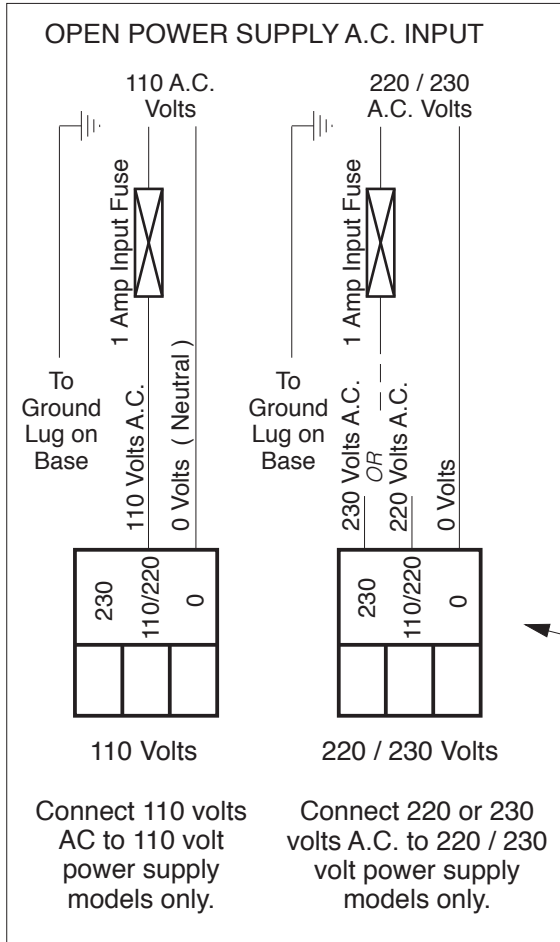 OPEN POWER SUPPLY A.C. INPUT
110 A.C.
Volts
1 Amp Input Fuse
To
Ground
Lug on
Base
110 Volts A.C.
0 Volts ( Neutral )
230
110/220
0
110 Volts
Connect 110 volts
AC to 110 volt
power supply
models only.
220 / 230
A.C. Volts
1 Amp Input Fuse
To
Ground
Lug on
Base
230 Volts A.C.
OR
220 Volts A.C.
0 Volts
230
110/220
0
220 / 230 Volts
Connect 220 or 230
volts A.C. to 220 / 230
volt power supply
models only.